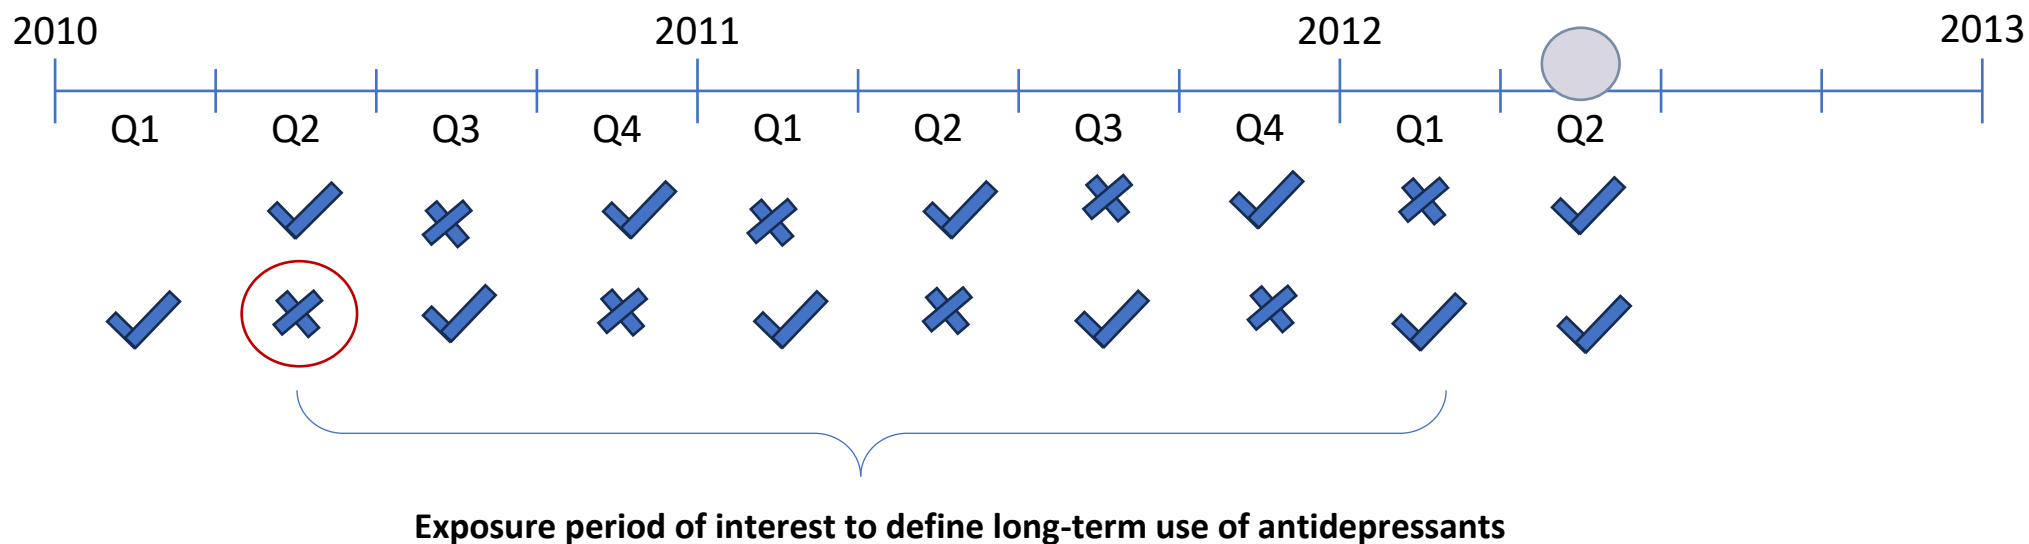 2010 2011 2012 2013
Q1 Q2 Q3 Q4 Q1 Q2 Q3 Q4 Q1 Q2
Exposure period of interest to define long-term use of antidepressants